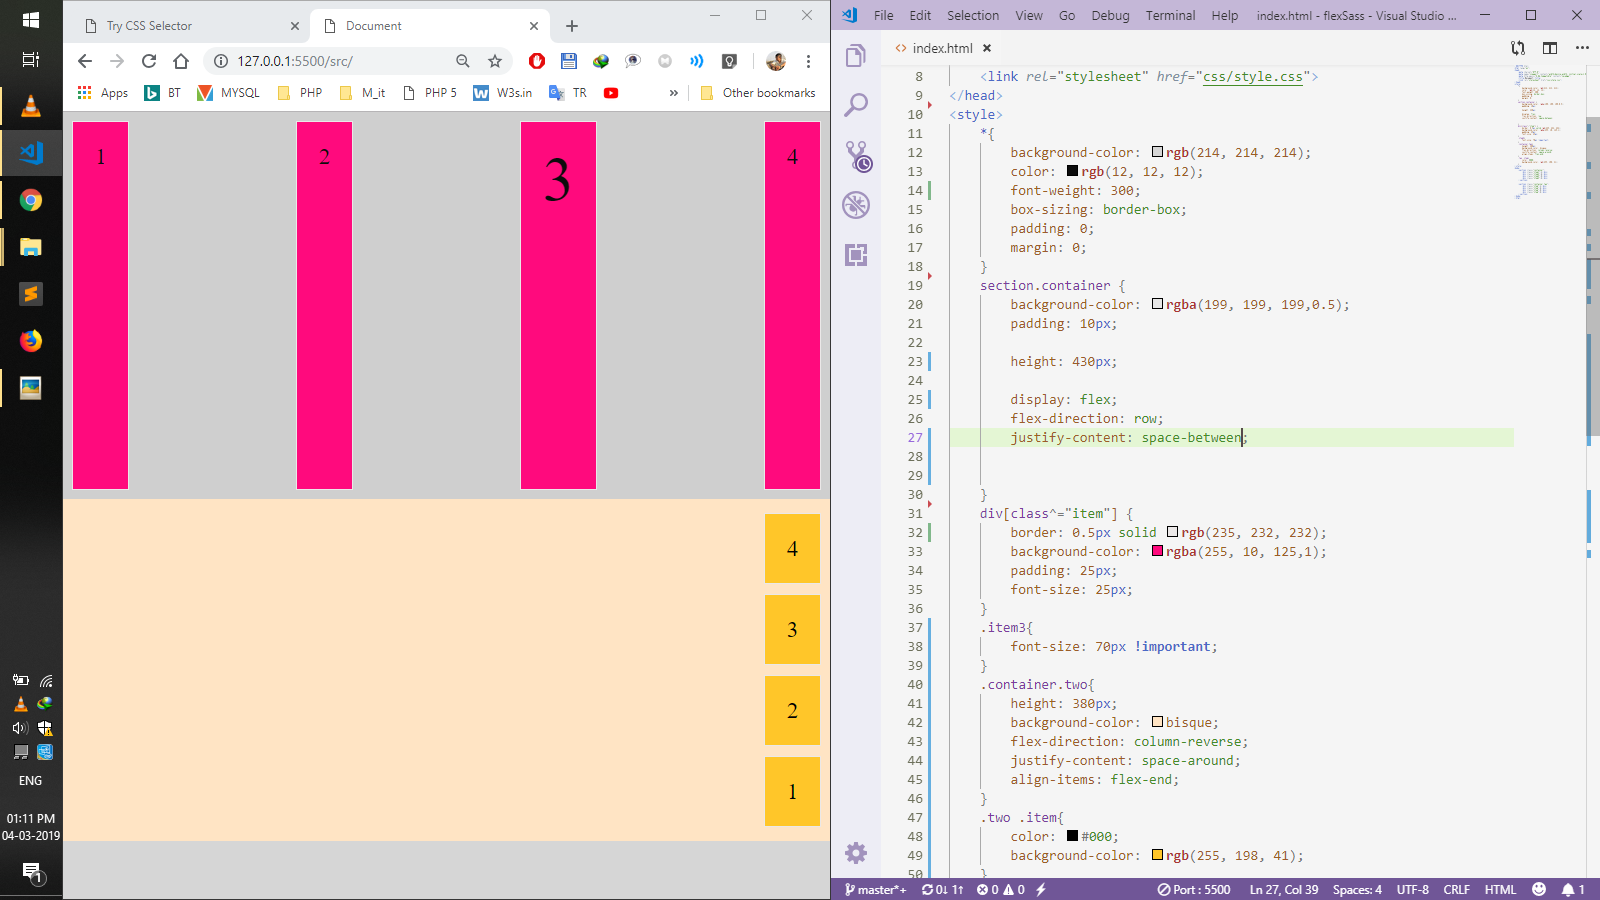 Try CSS Selector
Document
127.0.0.1:5500/src/
Apps
BT
MYSQL
PHP
M_it
PHP 5
W3s.in
TR
»
Other bookmarks
1
2
3
4
4
3
2
1
ENG
01:11 PM
04-03-2019
1
File Edit Selection View Go Debug Terminal Help index.html - flexSass - Visual Studio ...
index.html
8 <link rel="stylesheet" href="css/style.css">
9 </head>
10 <style>
11 *{
12 background-color: rgb(214, 214, 214);
13 color: rgb(12, 12, 12);
14 font-weight: 300;
15 box-sizing: border-box;
16 padding: 0;
17 margin: 0;
18 }
19 section.container {
20 background-color: rgba(199, 199, 199,0.5);
21 padding: 10px;
22
23 height: 430px;
24
25 display: flex;
26 flex-direction: row;
27 justify-content: space-between;
28
29
30 }
31 div[class^="item"] {
32 border: 0.5px solid rgb(235, 232, 232);
33 background-color: rgba(255, 10, 125,1);
34 padding: 25px;
35 font-size: 25px;
36 }
37 .item3{
38 font-size: 70px !important;
39 }
40 .container.two{
41 height: 380px;
42 background-color: bisque;
43 flex-direction: column-reverse;
44 justify-content: space-around;
45 align-items: flex-end;
46 }
47 .two .item{
48 color: #000;
49 background-color: rgb(255, 198, 41);
50 }
master*+ 0↓ 1↑ 0 0 Port : 5500 Ln 27, Col 39 Spaces: 4 UTF-8 CRLF HTML 1